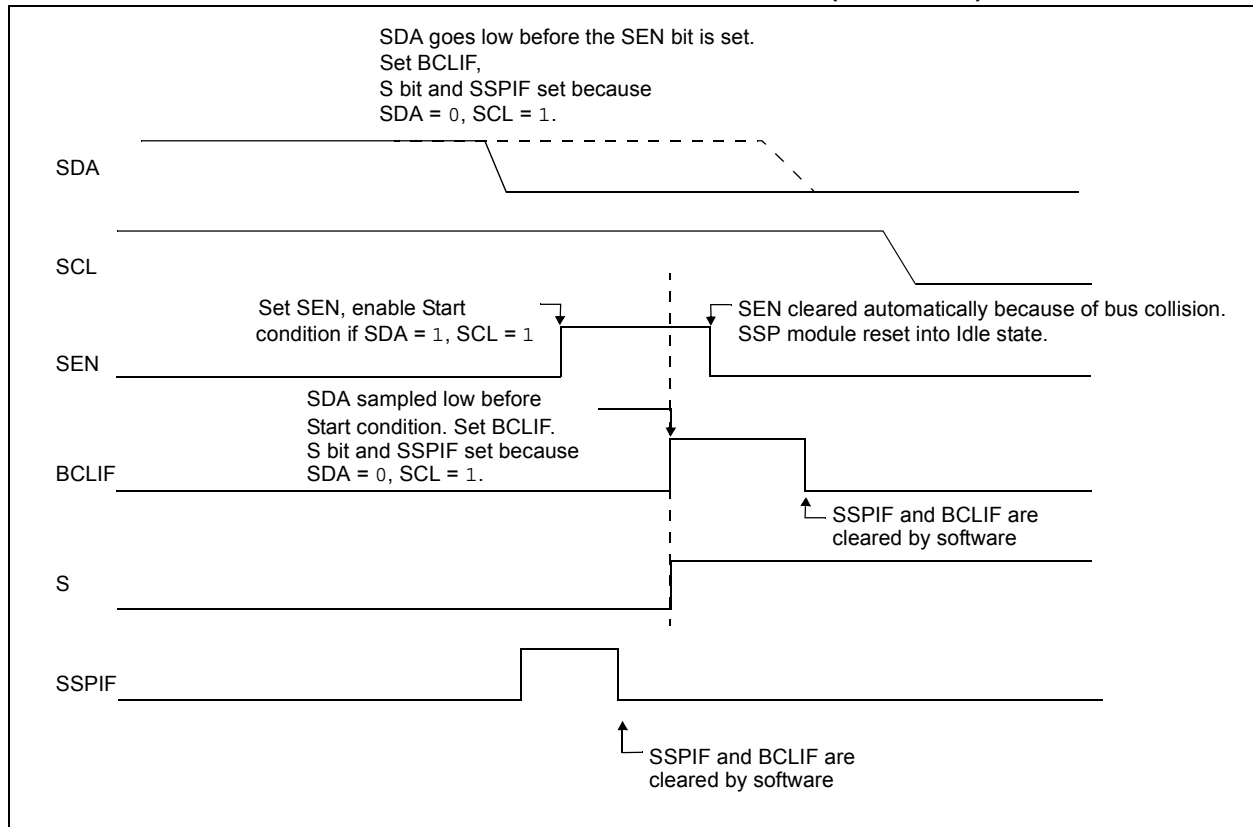 SDA goes low before the SEN bit is set.
Set BCLIF,
S bit and SSPIF set because
SDA = 0, SCL = 1.
SDA
SCL
Set SEN, enable Start
condition if SDA = 1, SCL = 1
SEN cleared automatically because of bus collision.
SSP module reset into Idle state.
SEN
SDA sampled low before
Start condition. Set BCLIF.
S bit and SSPIF set because
SDA = 0, SCL = 1.
BCLIF
SSPIF and BCLIF are
cleared by software
S
SSPIF
SSPIF and BCLIF are
cleared by software